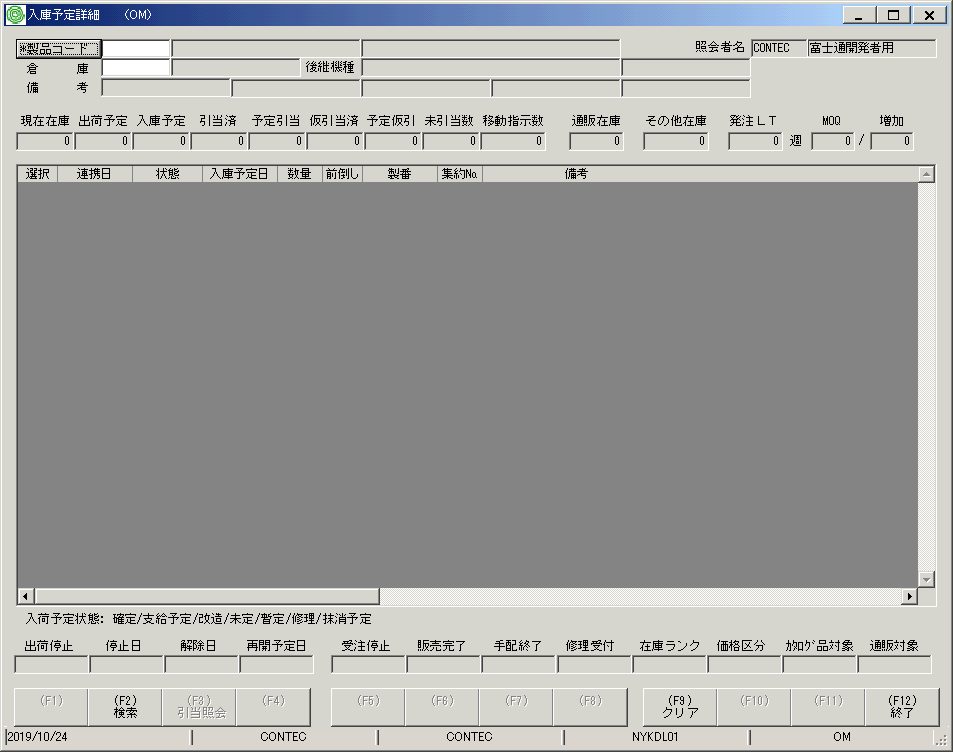 入庫予定詳細 (OM)
*製品コード 照会者名 CONTEC 富士通開発者用
倉 庫 後継機種
備 考
現在在庫 出荷予定 入庫予定 引当済 予定引当 仮引当済 予定仮引 未引当数 移動指示数 通販在庫 その他在庫 発注LT MOQ 増加
0 0 0 0 0 0 0 0 0 0 0 0 週 0 / 0
選択 連携日 状態 入庫予定日 数量 前倒し 製番 集約No. 備考
入荷予定状態: 確定/支給予定/改造/未定/暫定/修理/抹消予定
出荷停止 停止日 解除日 再開予定日 受注停止 販売完了 手配終了 修理受付 在庫ランク 価格区分 カタログ品対象 通販対象
(F1) (F2) (F3) (F4) (F5) (F6) (F7) (F8) (F9) (F10) (F11) (F12)
検索 引当照会 クリア 終了
2019/10/24 CONTEC CONTEC NYKDL01 OM